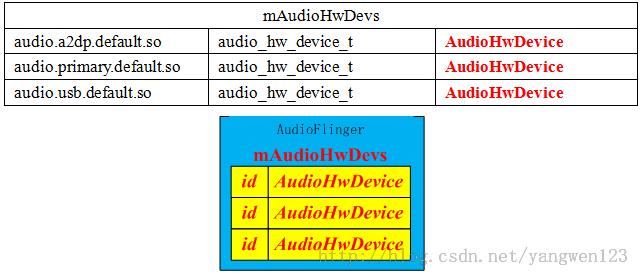 mAudioHwDevs
audio.a2dp.default.so audio_hw_device_t AudioHwDevice
audio.primary.default.so audio_hw_device_t AudioHwDevice
audio.usb.default.so audio_hw_device_t AudioHwDevice
AudioFlinger
mAudioHwDevs
id AudioHwDevice
id AudioHwDevice
id AudioHwDevice
http://blog.csdn.net/yangwen123